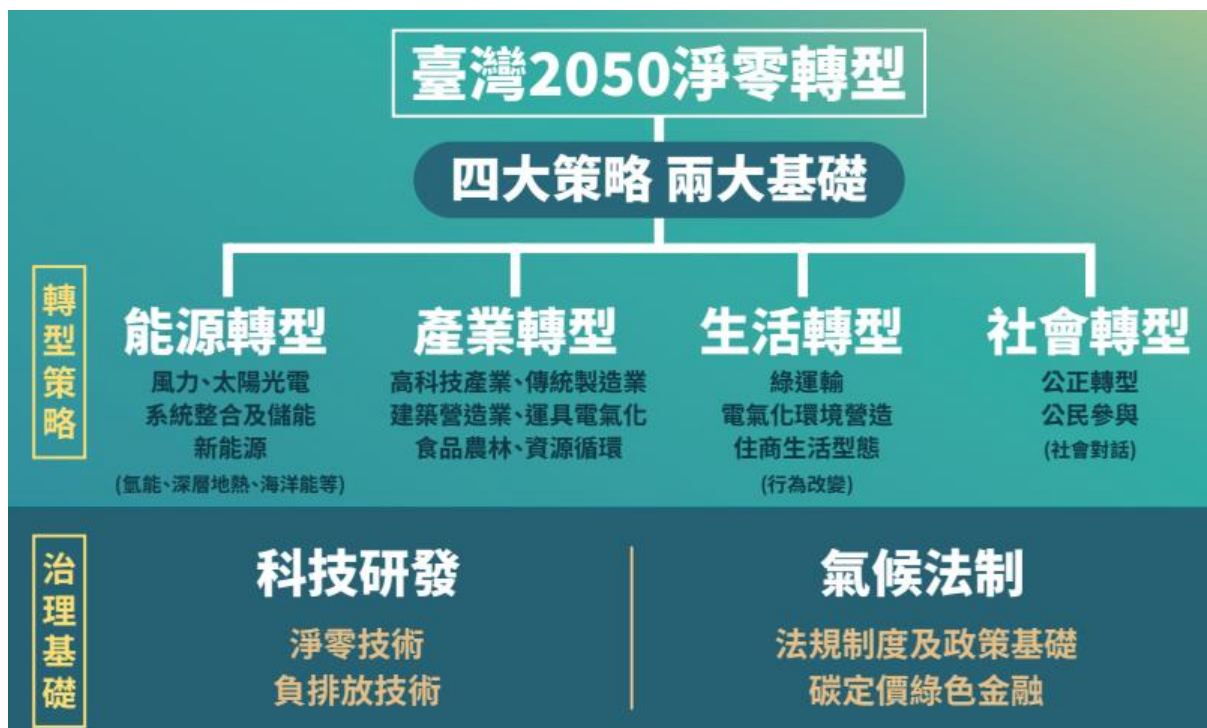 臺灣2050淨零轉型
四大策略 兩大基礎
轉型策略
能源轉型
風力、太陽光電
系統整合及儲能
新能源
(氫能、深層地熱、海洋能等)
產業轉型
高科技產業、傳統製造業
建築營造業、運具電氣化
食品農林、資源循環
生活轉型
綠運輸
電氣化環境營造
住商生活型態
(行為改變)
社會轉型
公正轉型
公民參與
(社會對話)
治理基礎
科技研發
淨零技術
負排放技術
氣候法制
法規制度及政策基礎
碳定價綠色金融